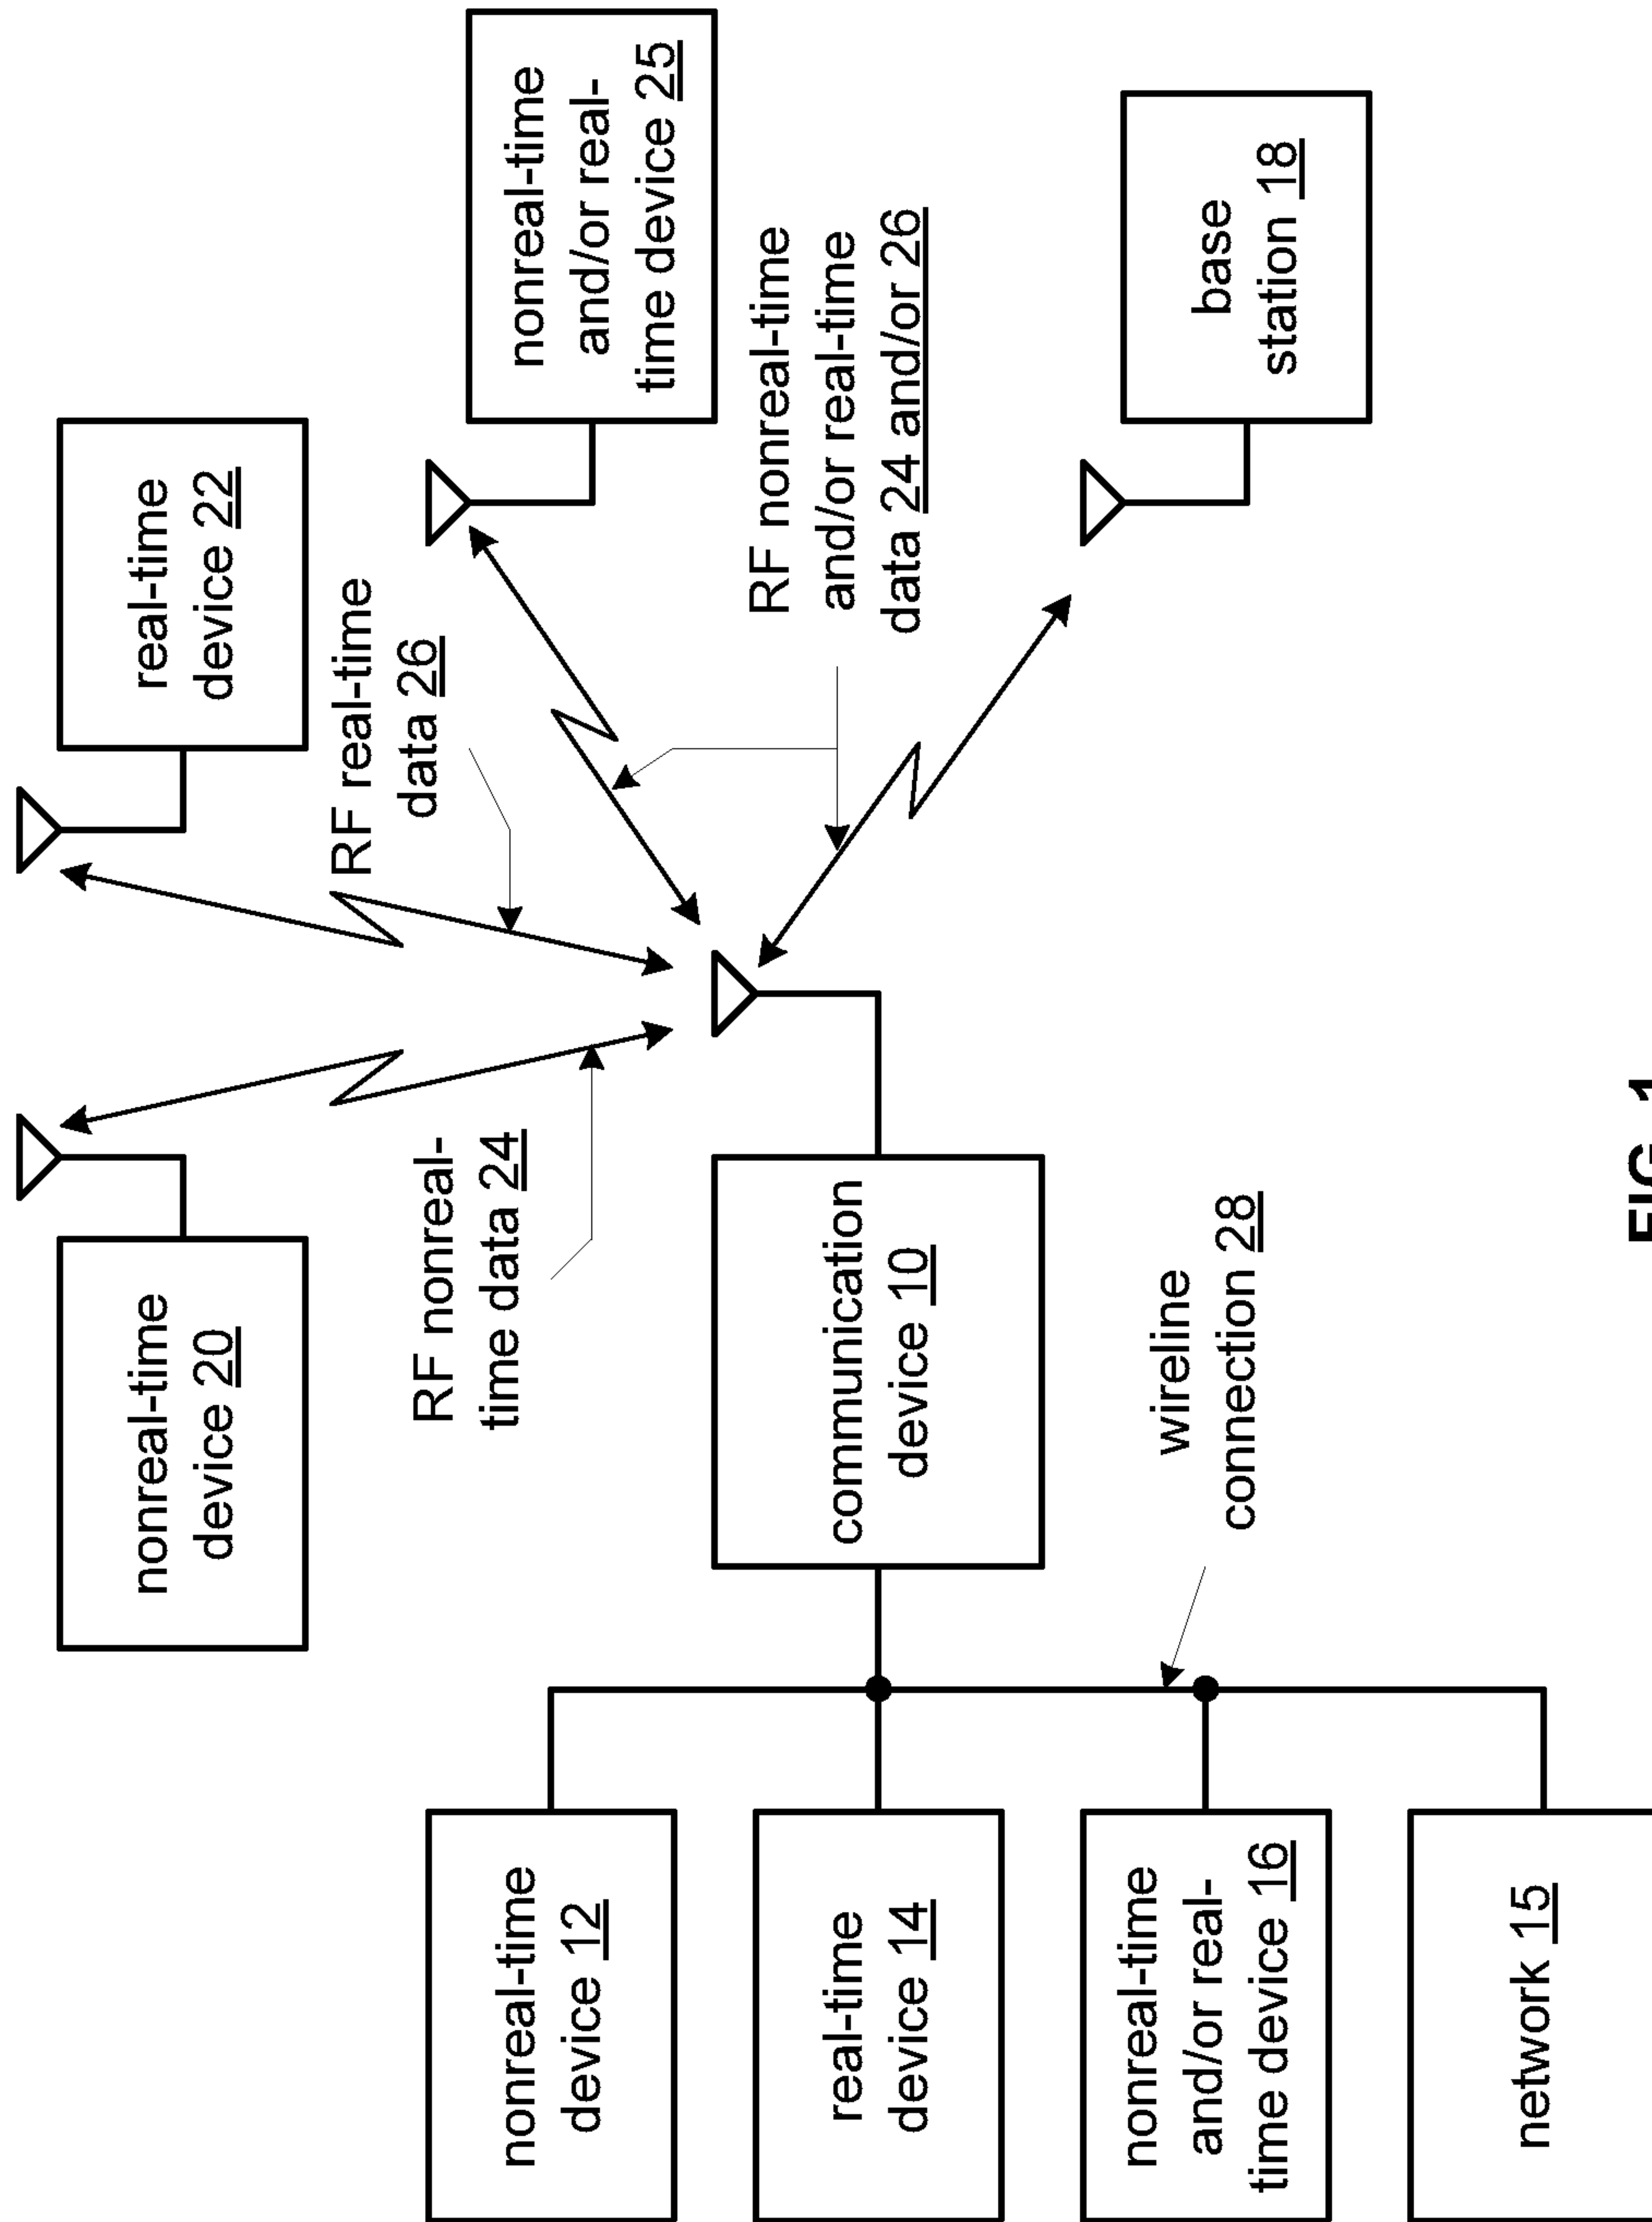 nonreal-time
device 20
real-time
device 22
RF real-time
data 26
nonreal-time
and/or real-
time device 25
RF nonreal-
time data 24
RF nonreal-time
and/or real-time
data 24 and/or 26
nonreal-time
device 12
communication
device 10
real-time
device 14
wireline
connection 28
base
station 18
nonreal-time
and/or real-
time device 16
network 15
FIG. 1